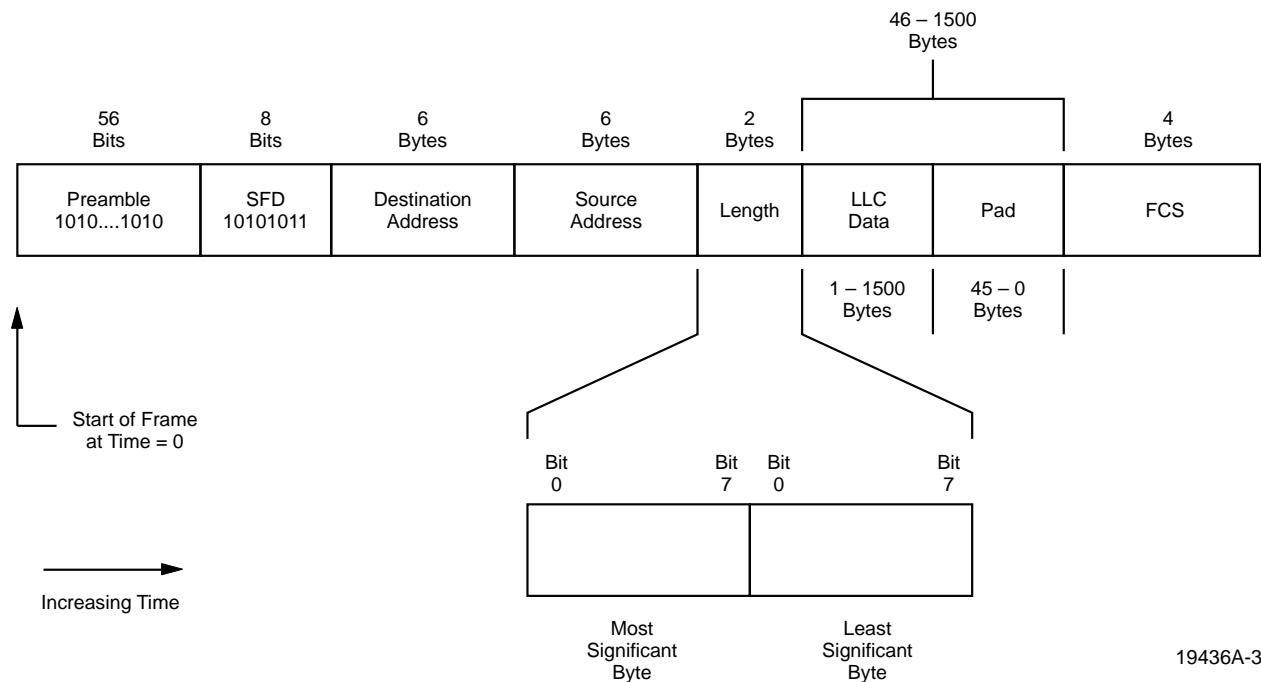 46 – 1500
Bytes
56
Bits
8
Bits
6
Bytes
6
Bytes
2
Bytes
4
Bytes
Preamble
1010....1010
SFD
10101011
Destination
Address
Source
Address
Length
LLC
Data
Pad
FCS
1 – 1500
Bytes
45 – 0
Bytes
Start of Frame
at Time = 0
Bit
0
Bit
7
Bit
0
Bit
7
Increasing Time
Most
Significant
Byte
Least
Significant
Byte
19436A-3